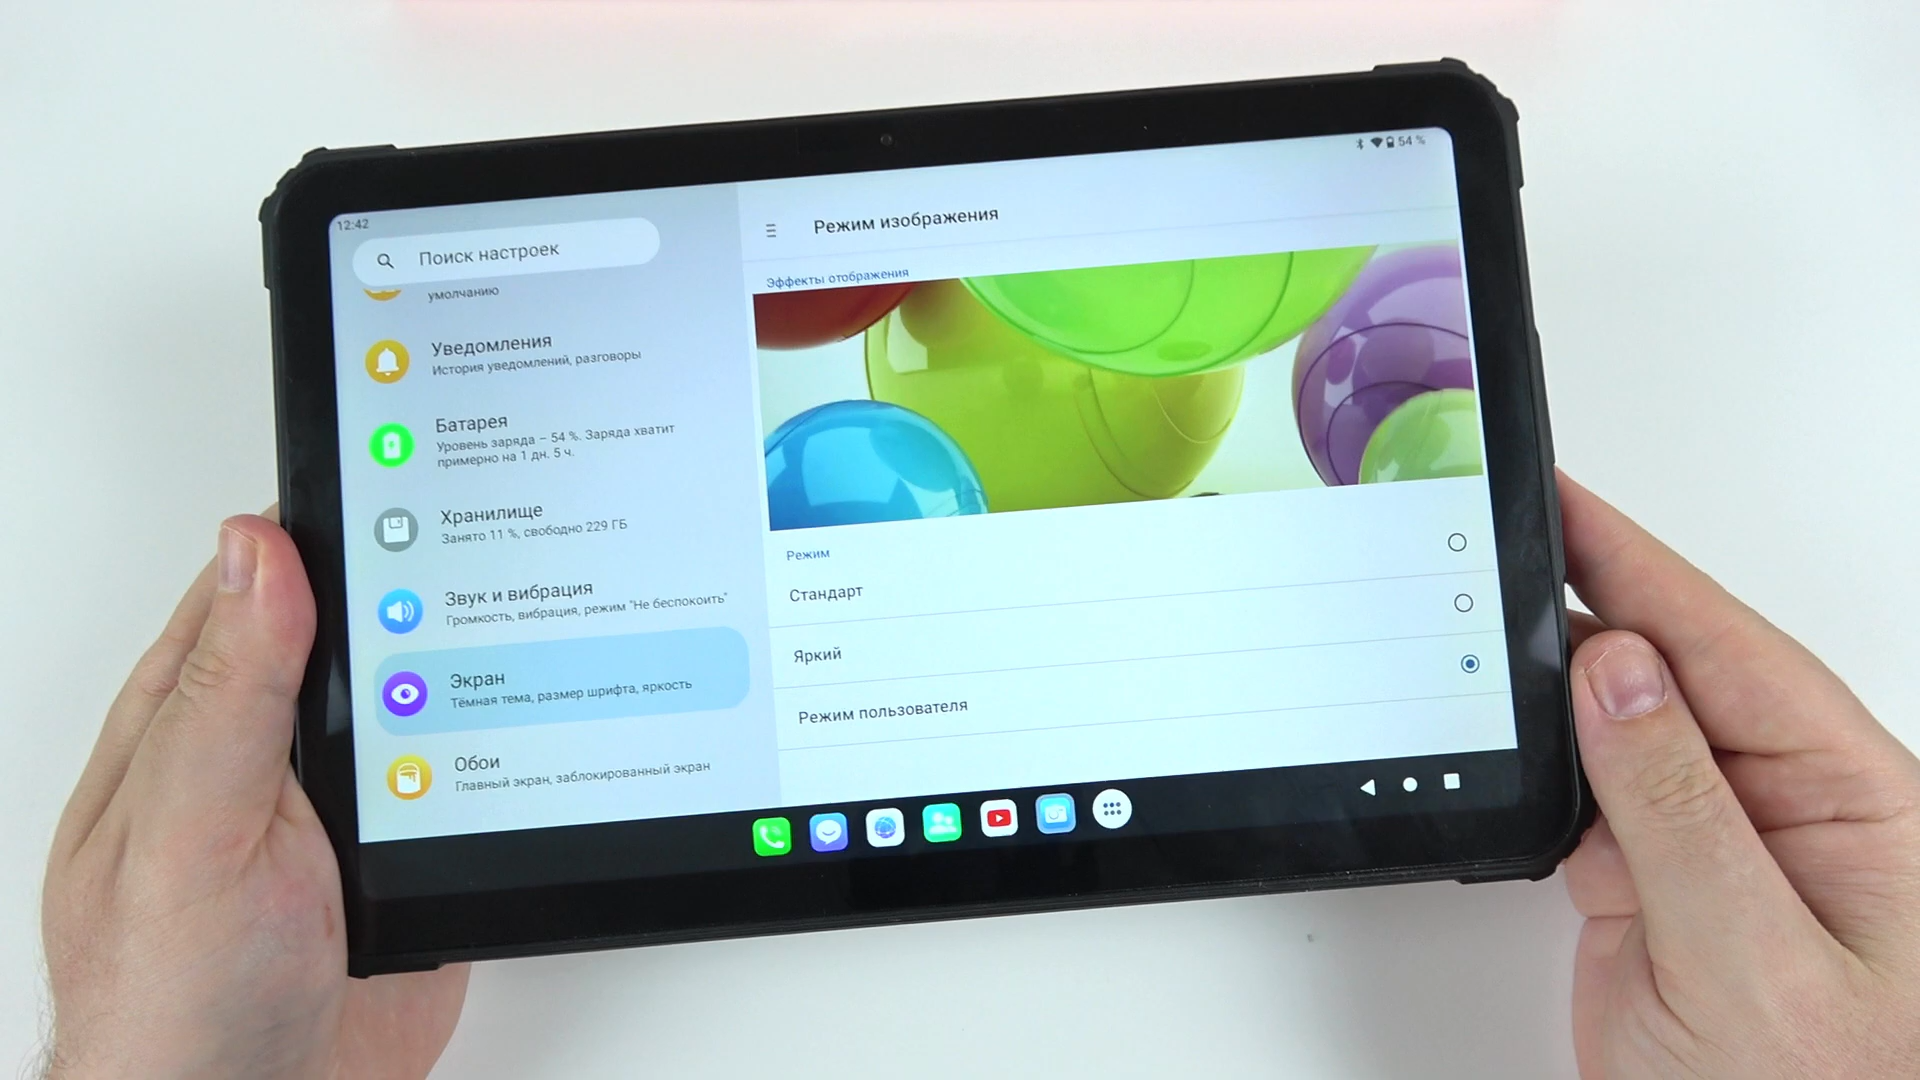 12:42
54 %
Поиск настроек
умолчанию
Уведомления
История уведомлений, разговоры
Батарея
Уровень заряда – 54 %. Заряда хватит
примерно на 1 дн. 5 ч.
Хранилище
Занято 11 %, свободно 229 ГБ
Звук и вибрация
Громкость, вибрация, режим "Не беспокоить"
Экран
Тёмная тема, размер шрифта, яркость
Обои
Главный экран, заблокированный экран
Режим изображения
Эффекты отображения
Режим
Стандарт
Яркий
Режим пользователя